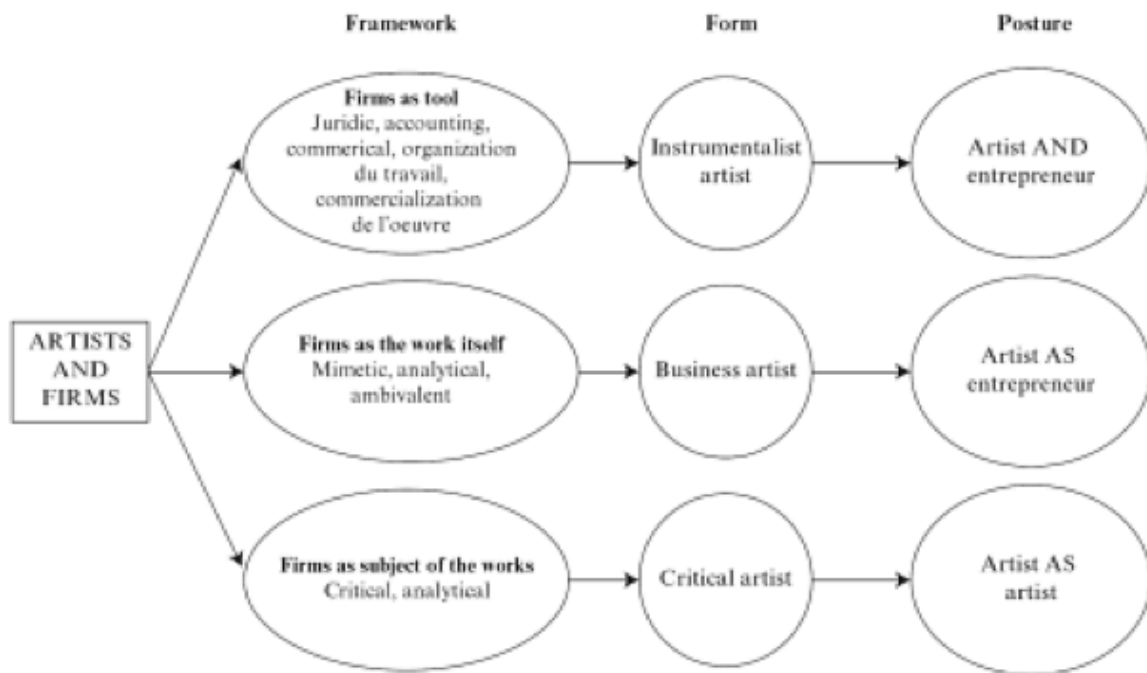 Framework
Form
Posture
Firms as tool
Juridic, accounting,
commerical, organization
du travail,
commercialization
de l'oeuvre
Instrumentalist
artist
Artist AND
entrepreneur
ARTISTS
AND
FIRMS
Firms as the work itself
Mimetic, analytical,
ambivalent
Business artist
Artist AS
entrepreneur
Firms as subject of the works
Critical, analytical
Critical artist
Artist AS
artist